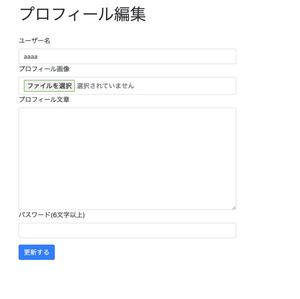 プロフィール編集
ユーザー名
aaaa
プロフィール画像
ファイルを選択 選択されていません
プロフィール文章
パスワード(6文字以上)
更新する